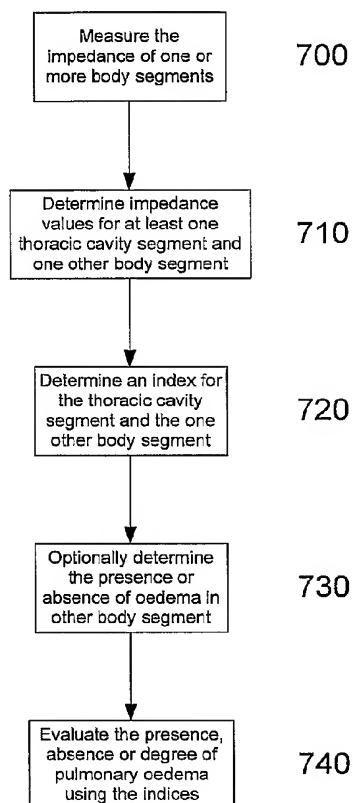 Measure the
impedance of one or
more body segments
700
Determine impedance
values for at least one
thoracic cavity segment and
one other body segment
710
Determine an index for
the thoracic cavity
segment and the one
other body segment
720
Optionally determine
the presence or
absence of oedema in
other body segment
730
Evaluate the presence,
absence or degree of
pulmonary oedema
using the indices
740